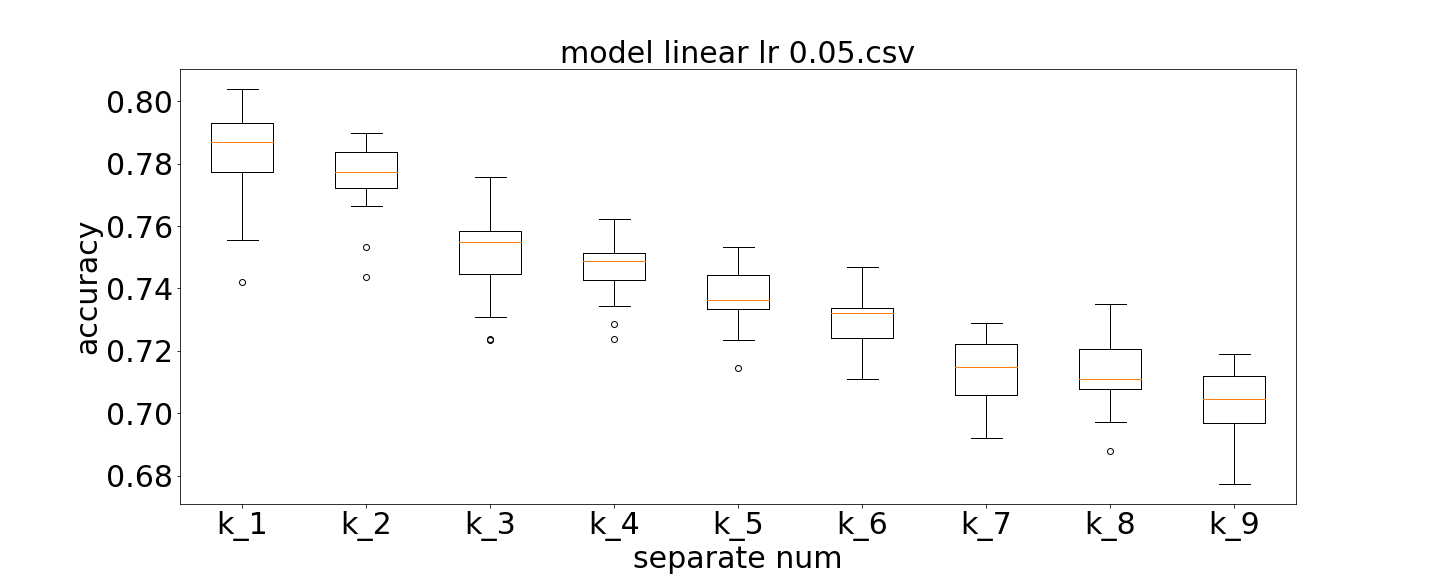 model linear lr 0.05.csv
accuracy
0.80
0.78
0.76
0.74
0.72
0.70
0.68
k_1 k_2 k_3 k_4 k_5 k_6 k_7 k_8 k_9
separate num